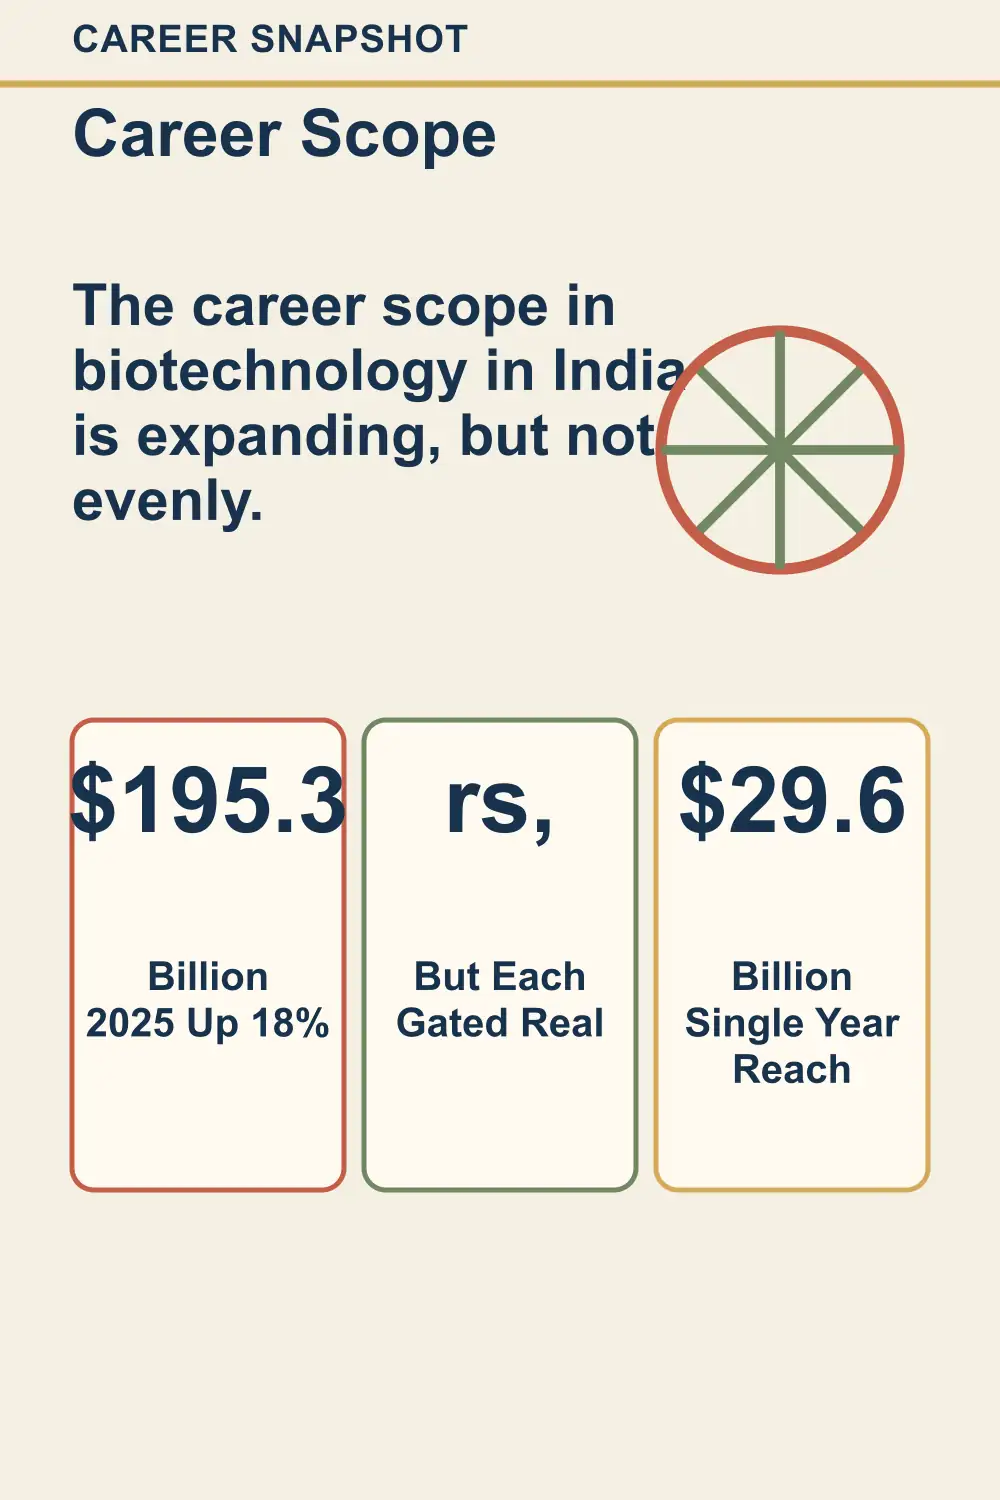 CAREER SNAPSHOT
Career Scope
The career scope in
biotechnology in India
is expanding, but not
evenly.
$195.3
Billion
2025 Up 18%
rs,
But Each
Gated Real
$29.6
Billion
Single Year
Reach